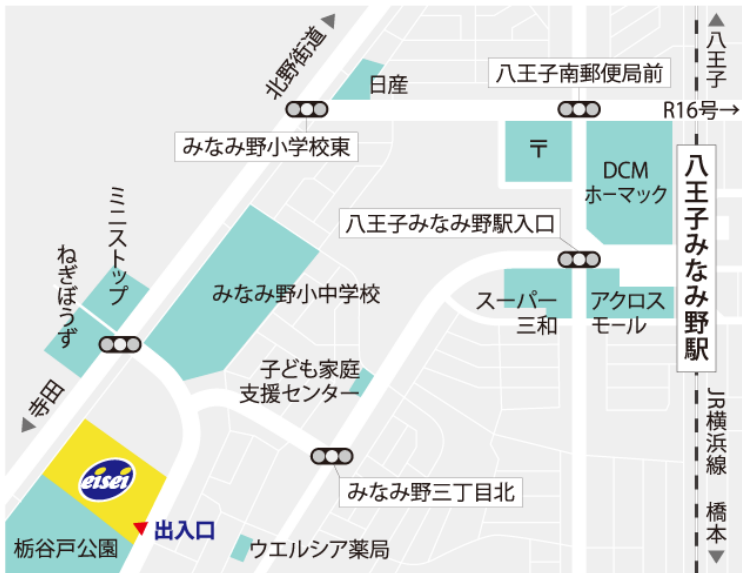 北野街道
日産
八王子南郵便局前
八王子
R16号→
みなみ野小学校東
〒
DCM
ホーマック
八王子みなみ野駅
ミニストップ
ねぎぼうず
八王子みなみ野駅入口
みなみ野小中学校
スーパー
三和
アクロス
モール
子ども家庭
支援センター
寺田
JR横浜線
橋本
eisei
みなみ野三丁目北
出入口
栃谷戸公園
ウエルシア薬局